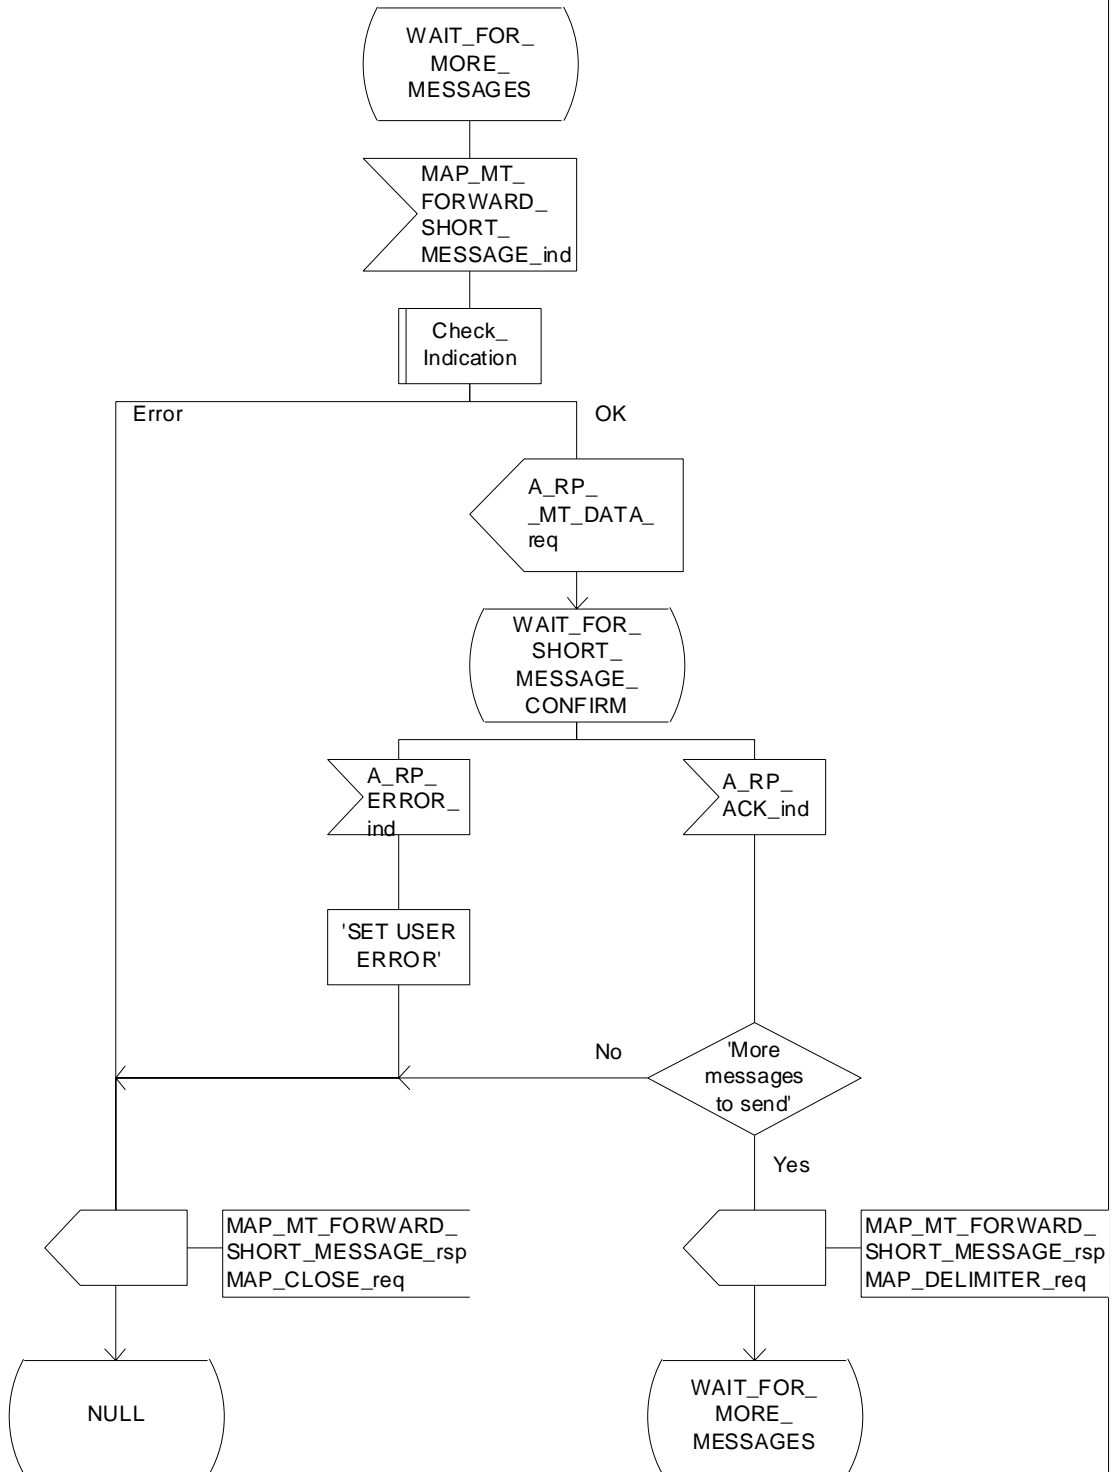 WAIT_FOR_
MORE_
MESSAGES
MAP_MT_
FORWARD_
SHORT_
MESSAGE_ind
Check_
Indication
Error
OK
A_RP_
_MT_DATA_
req
WAIT_FOR_
SHORT_
MESSAGE_
CONFIRM
A_RP_
ERROR_
ind
A_RP_
ACK_ind
'SET USER
ERROR'
No
'More
messages
to send'
Yes
MAP_MT_FORWARD_
SHORT_MESSAGE_rsp
MAP_CLOSE_req
MAP_MT_FORWARD_
SHORT_MESSAGE_rsp
MAP_DELIMITER_req
NULL
WAIT_FOR_
MORE_
MESSAGES